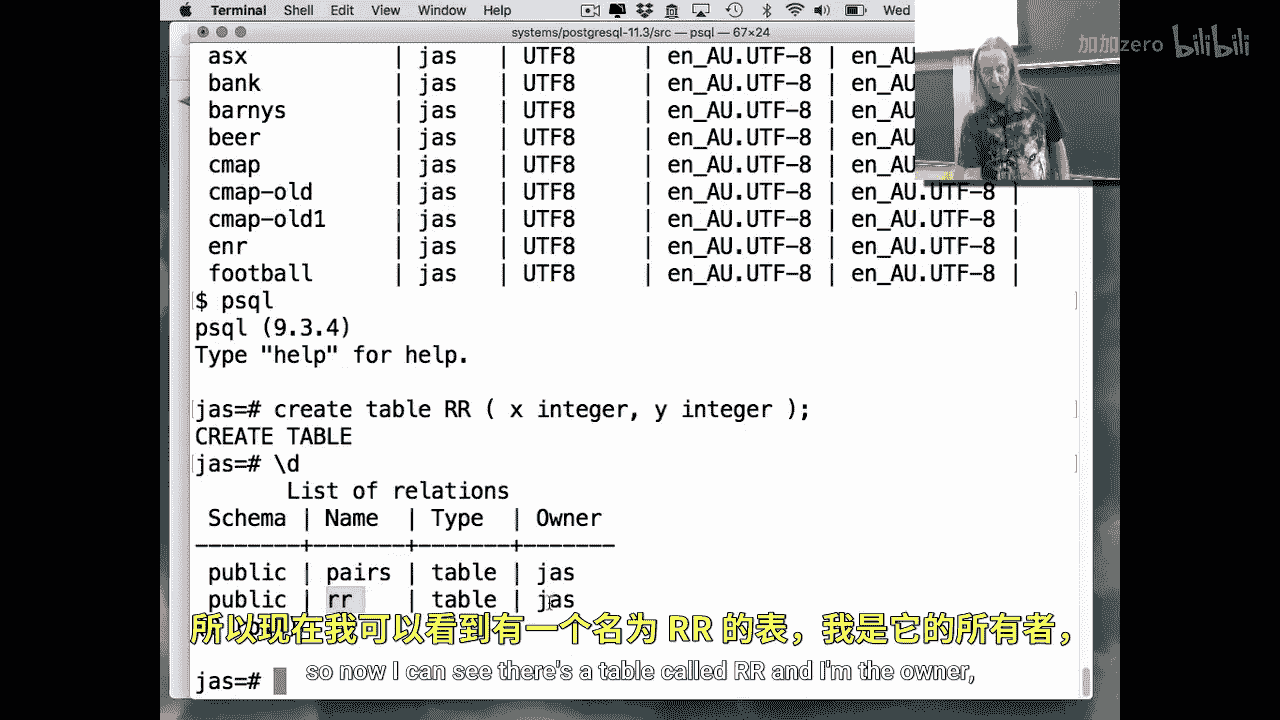 Terminal Shell Edit View Window Help Wed
systems/postgresql-11.3/src — psql — 67×24
加加zero bilibili
asx | jas | UTF8 | en_AU.UTF-8 | en_AU
bank | jas | UTF8 | en_AU.UTF-8 | en_AU
barnys | jas | UTF8 | en_AU.UTF-8 | en_AU
beer | jas | UTF8 | en_AU.UTF-8 | en_AU
cmap | jas | UTF8 | en_AU.UTF-8 | en_AU
cmap-old | jas | UTF8 | en_AU.UTF-8 | en_AU.UTF-8 |
cmap-old1 | jas | UTF8 | en_AU.UTF-8 | en_AU.UTF-8 |
enr | jas | UTF8 | en_AU.UTF-8 | en_AU.UTF-8 |
football | jas | UTF8 | en_AU.UTF-8 | en_AU.UTF-8 |
$ psql
psql (9.3.4)
Type "help" for help.
jas=# create table RR ( x integer, y integer );
CREATE TABLE
jas=# \d
List of relations
Schema | Name | Type | Owner
--------+-------+-------+-------
public | pairs | table | jas
public | rr | table | jas
所以现在我可以看到有一个名为 RR 的表，我是它的所有者，
so now I can see there's a table called RR and I'm the owner,
jas=#